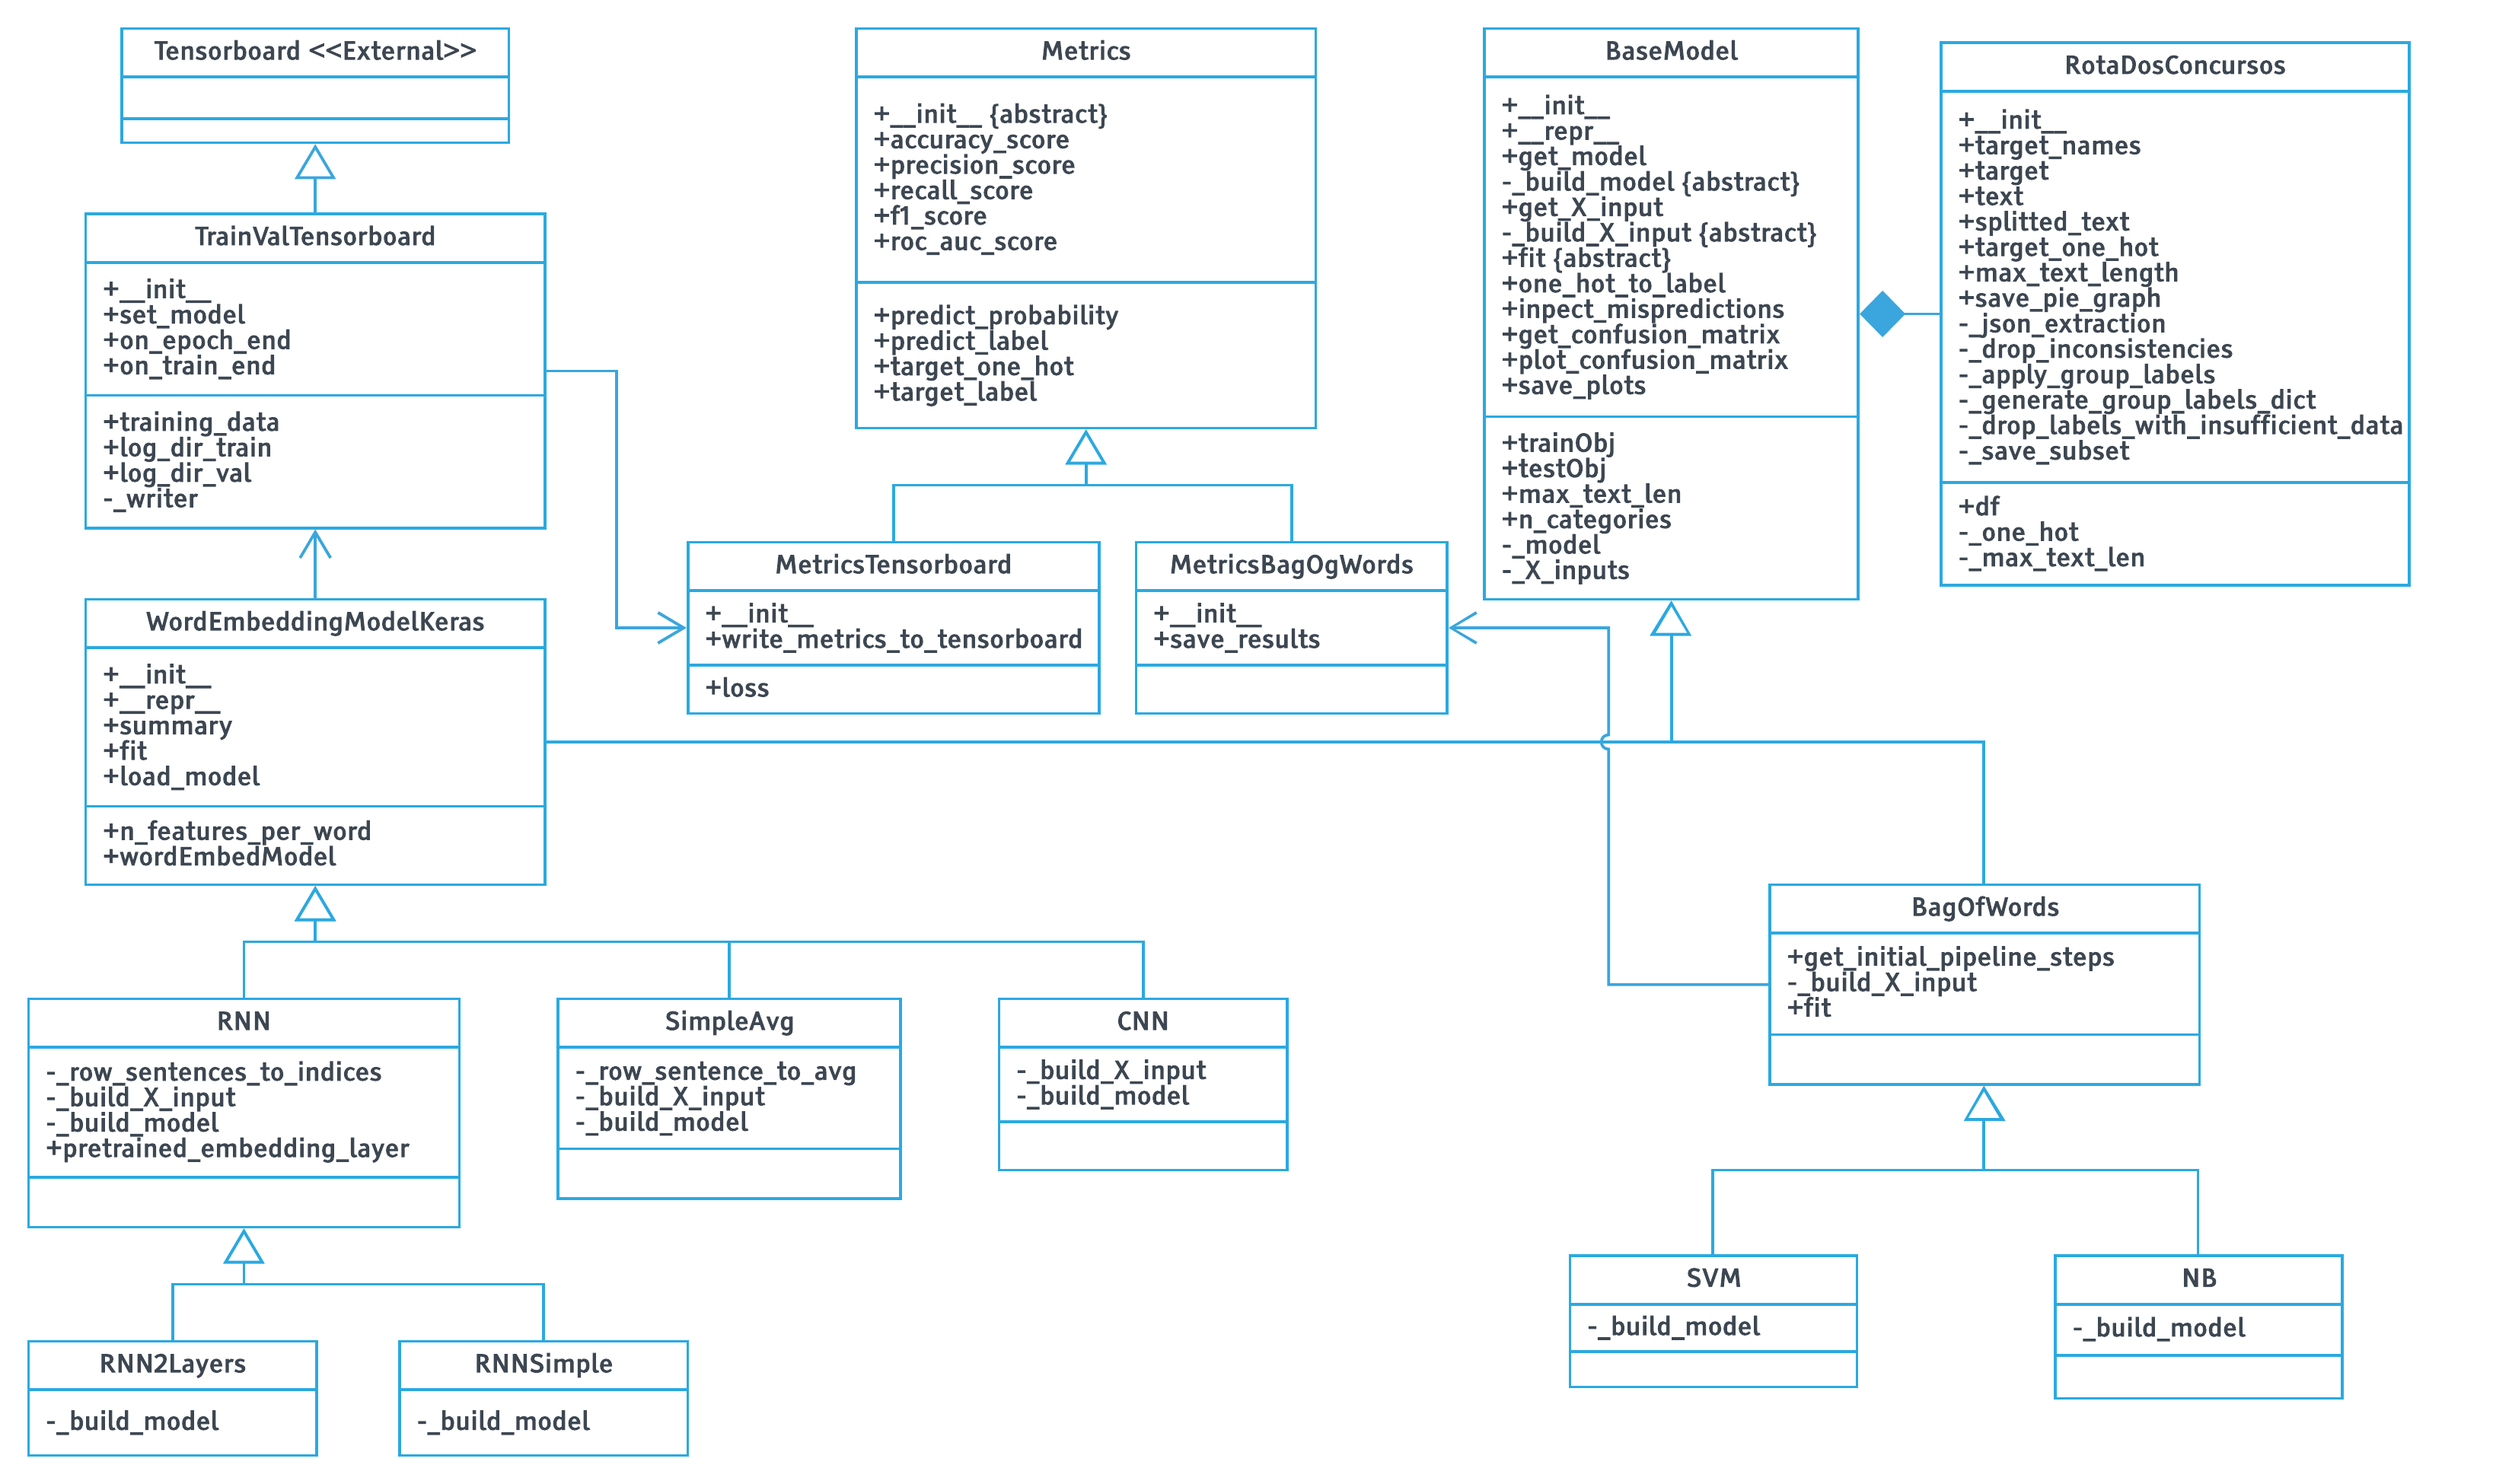 Tensorboard <<External>>
TrainValTensorboard
+__init__
+set_model
+on_epoch_end
+on_train_end
+training_data
+log_dir_train
+log_dir_val
-_writer
WordEmbeddingModelKeras
+__init__
+__repr__
+summary
+fit
+load_model
+n_features_per_word
+wordEmbedModel
Metrics
+__init__ {abstract}
+accuracy_score
+precision_score
+recall_score
+f1_score
+roc_auc_score
+predict_probability
+predict_label
+target_one_hot
+target_label
MetricsTensorboard
+__init__
+write_metrics_to_tensorboard
+loss
MetricsBagOgWords
+__init__
+save_results
BaseModel
+__init__
+__repr__
+get_model
-_build_model {abstract}
+get_X_input
-_build_X_input {abstract}
+fit {abstract}
+one_hot_to_label
+inpect_mispredictions
+get_confusion_matrix
+plot_confusion_matrix
+save_plots
+trainObj
+testObj
+max_text_len
+n_categories
-_model
-_X_inputs
RotaDosConcursos
+__init__
+target_names
+target
+text
+splitted_text
+target_one_hot
+max_text_length
+save_pie_graph
-_json_extraction
-_drop_inconsistencies
-_apply_group_labels
-_generate_group_labels_dict
-_drop_labels_with_insufficient_data
-_save_subset
+df
-_one_hot
-_max_text_len
BagOfWords
+get_initial_pipeline_steps
-_build_X_input
+fit
RNN
-_row_sentences_to_indices
-_build_X_input
-_build_model
+pretrained_embedding_layer
SimpleAvg
-_row_sentence_to_avg
-_build_X_input
-_build_model
CNN
-_build_X_input
-_build_model
SVM
-_build_model
NB
-_build_model
RNN2Layers
-_build_model
RNNSimple
-_build_model